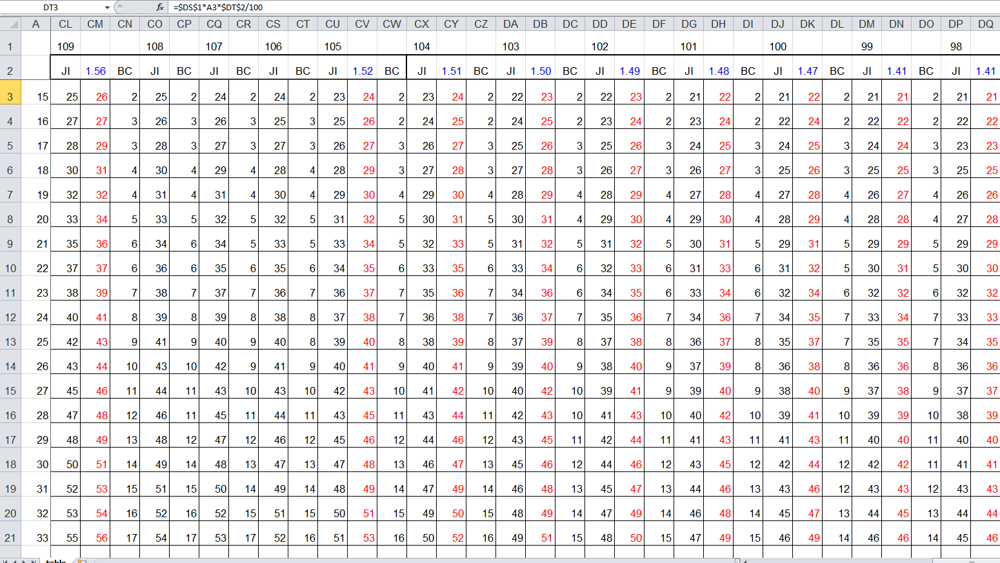 DT3 fx =$DS$1*A3*$DT$2/100
A CL CM CN CO CP CQ CR CS CT CU CV CW CX CY CZ DA DB DC DD DE DF DG DH DI DJ DK DL DM DN DO DP DQ
1 109 108 107 106 105 104 103 102 101 100 99 98
2 JI 1.56 BC JI BC JI BC JI BC JI 1.52 BC JI 1.51 BC JI 1.50 BC JI 1.49 BC JI 1.48 BC JI 1.47 BC JI 1.41 BC JI 1.41
3 15 25 26 2 25 2 24 2 24 2 23 24 2 23 24 2 22 23 2 22 23 2 21 22 2 21 22 2 21 21 2 21 21
4 16 27 27 3 26 3 26 3 25 3 25 26 2 24 25 2 24 25 2 23 24 2 23 24 2 22 24 2 22 22 2 22 22
5 17 28 29 3 28 3 27 3 27 3 26 27 3 26 27 3 25 26 3 25 26 3 24 25 3 24 25 3 24 24 3 23 23
6 18 30 31 4 30 4 29 4 28 4 28 29 3 27 28 3 27 28 3 26 27 3 26 27 3 25 26 3 25 25 3 25 25
7 19 32 32 4 31 4 31 4 30 4 29 30 4 29 30 4 28 29 4 28 29 4 27 28 4 27 28 4 26 27 4 26 26
8 20 33 34 5 33 5 32 5 32 5 31 32 5 30 31 5 30 31 4 29 30 4 29 30 4 28 29 4 28 28 4 27 28
9 21 35 36 6 34 6 34 5 33 5 33 34 5 32 33 5 31 32 5 31 32 5 30 31 5 29 31 5 29 29 5 29 29
10 22 37 37 6 36 6 35 6 35 6 34 35 6 33 35 6 33 34 6 32 33 6 31 33 6 31 32 5 30 31 5 30 30
11 23 38 39 7 38 7 37 7 36 7 36 37 7 35 36 7 34 36 6 34 35 6 33 34 6 32 34 6 32 32 6 32 32
12 24 40 41 8 39 8 39 8 38 8 37 38 7 36 38 7 36 37 7 35 36 7 34 36 7 34 35 7 33 34 7 33 33
13 25 42 43 9 41 9 40 9 40 8 39 40 8 38 39 8 37 39 8 37 38 8 36 37 8 35 37 7 35 35 7 34 35
14 26 43 44 10 43 10 42 9 41 9 40 41 9 40 41 9 39 40 9 38 40 9 37 39 8 36 38 8 36 36 8 36 36
15 27 45 46 11 44 11 43 10 43 10 42 43 10 41 42 10 40 42 10 39 41 9 39 40 9 38 40 9 37 38 9 37 37
16 28 47 48 12 46 11 45 11 44 11 43 45 11 43 44 11 42 43 10 41 43 10 40 42 10 39 41 10 39 39 10 38 39
17 29 48 49 13 48 12 47 12 46 12 45 46 12 44 46 12 43 45 11 42 44 11 41 43 11 41 43 11 40 40 11 40 40
18 30 50 51 14 49 14 48 13 47 13 47 48 13 46 47 13 45 46 12 44 46 12 43 45 12 42 44 12 42 42 11 41 41
19 31 52 53 15 51 15 50 14 49 14 48 49 14 47 49 14 46 48 13 45 47 13 44 46 13 43 46 12 43 43 12 43 43
20 32 53 54 16 52 16 52 15 51 15 50 51 15 49 50 15 48 49 14 47 49 14 46 48 14 45 47 13 44 45 13 44 44
21 33 55 56 17 54 17 53 17 52 16 51 53 16 50 52 16 49 51 15 48 50 15 47 49 15 46 49 14 46 46 14 45 46
table